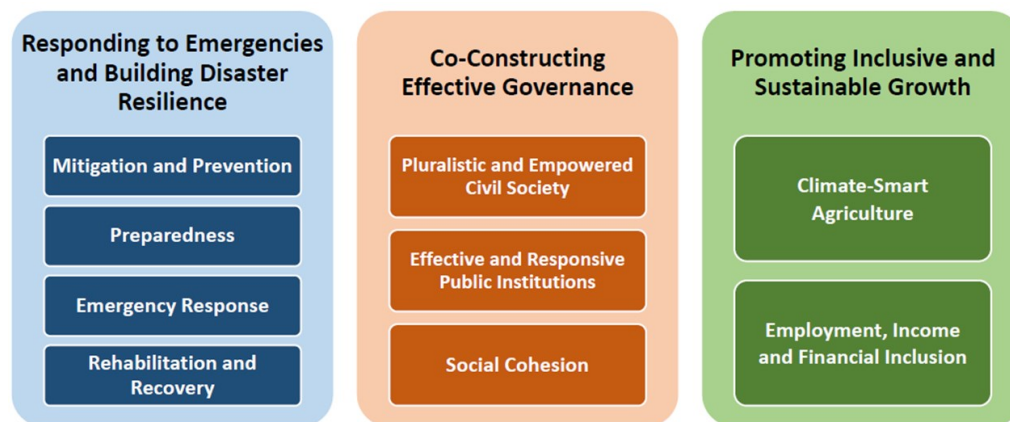 Responding to Emergencies
and Building Disaster
Resilience
Mitigation and Prevention
Preparedness
Emergency Response
Rehabilitation and
Recovery
Co-Constructing
Effective Governance
Pluralistic and Empowered
Civil Society
Effective and Responsive
Public Institutions
Social Cohesion
Promoting Inclusive and
Sustainable Growth
Climate-Smart
Agriculture
Employment, Income
and Financial Inclusion